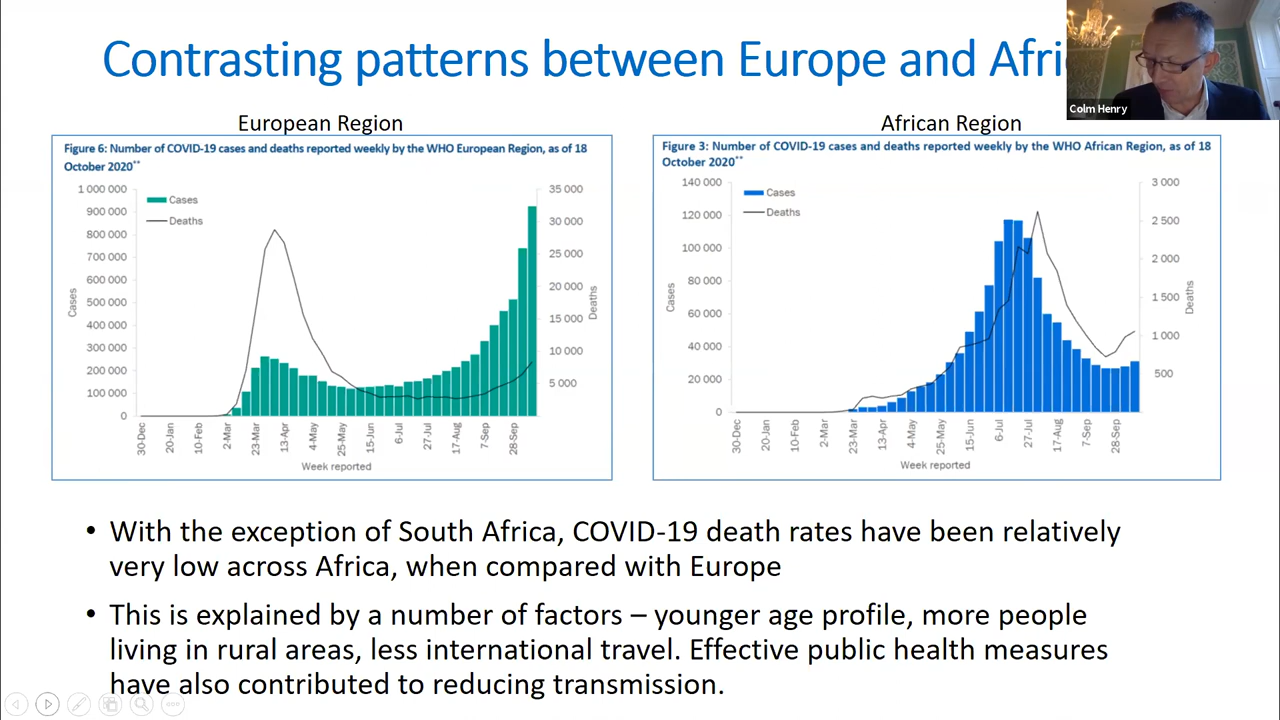 Contrasting patterns between Europe and Afri
Colm Henry
European Region
African Region
Figure 6: Number of COVID-19 cases and deaths reported weekly by the WHO European Region, as of 18
October 2020**
1 000 000
900 000
800 000
700 000
600 000
500 000
400 000
300 000
200 000
100 000
0
Cases
Cases
Deaths
35 000
30 000
25 000
20 000
15 000
10 000
5 000
Deaths
30-Dec
20-Jan
10-Feb
2-Mar
23-Mar
13-Apr
4-May
25-May
15-Jun
6-Jul
27-Jul
17-Aug
7-Sep
28-Sep
Week reported
Figure 3: Number of COVID-19 cases and deaths reported weekly by the WHO African Region, as of 18
October 2020**
140 000
120 000
100 000
80 000
60 000
40 000
20 000
0
Cases
Cases
Deaths
3 000
2 500
2 000
1 500
1 000
500
Deaths
30-Dec
20-Jan
10-Feb
2-Mar
23-Mar
13-Apr
4-May
25-May
15-Jun
6-Jul
27-Jul
17-Aug
7-Sep
28-Sep
Week reported
• With the exception of South Africa, COVID-19 death rates have been relatively
very low across Africa, when compared with Europe
• This is explained by a number of factors – younger age profile, more people
living in rural areas, less international travel. Effective public health measures
have also contributed to reducing transmission.